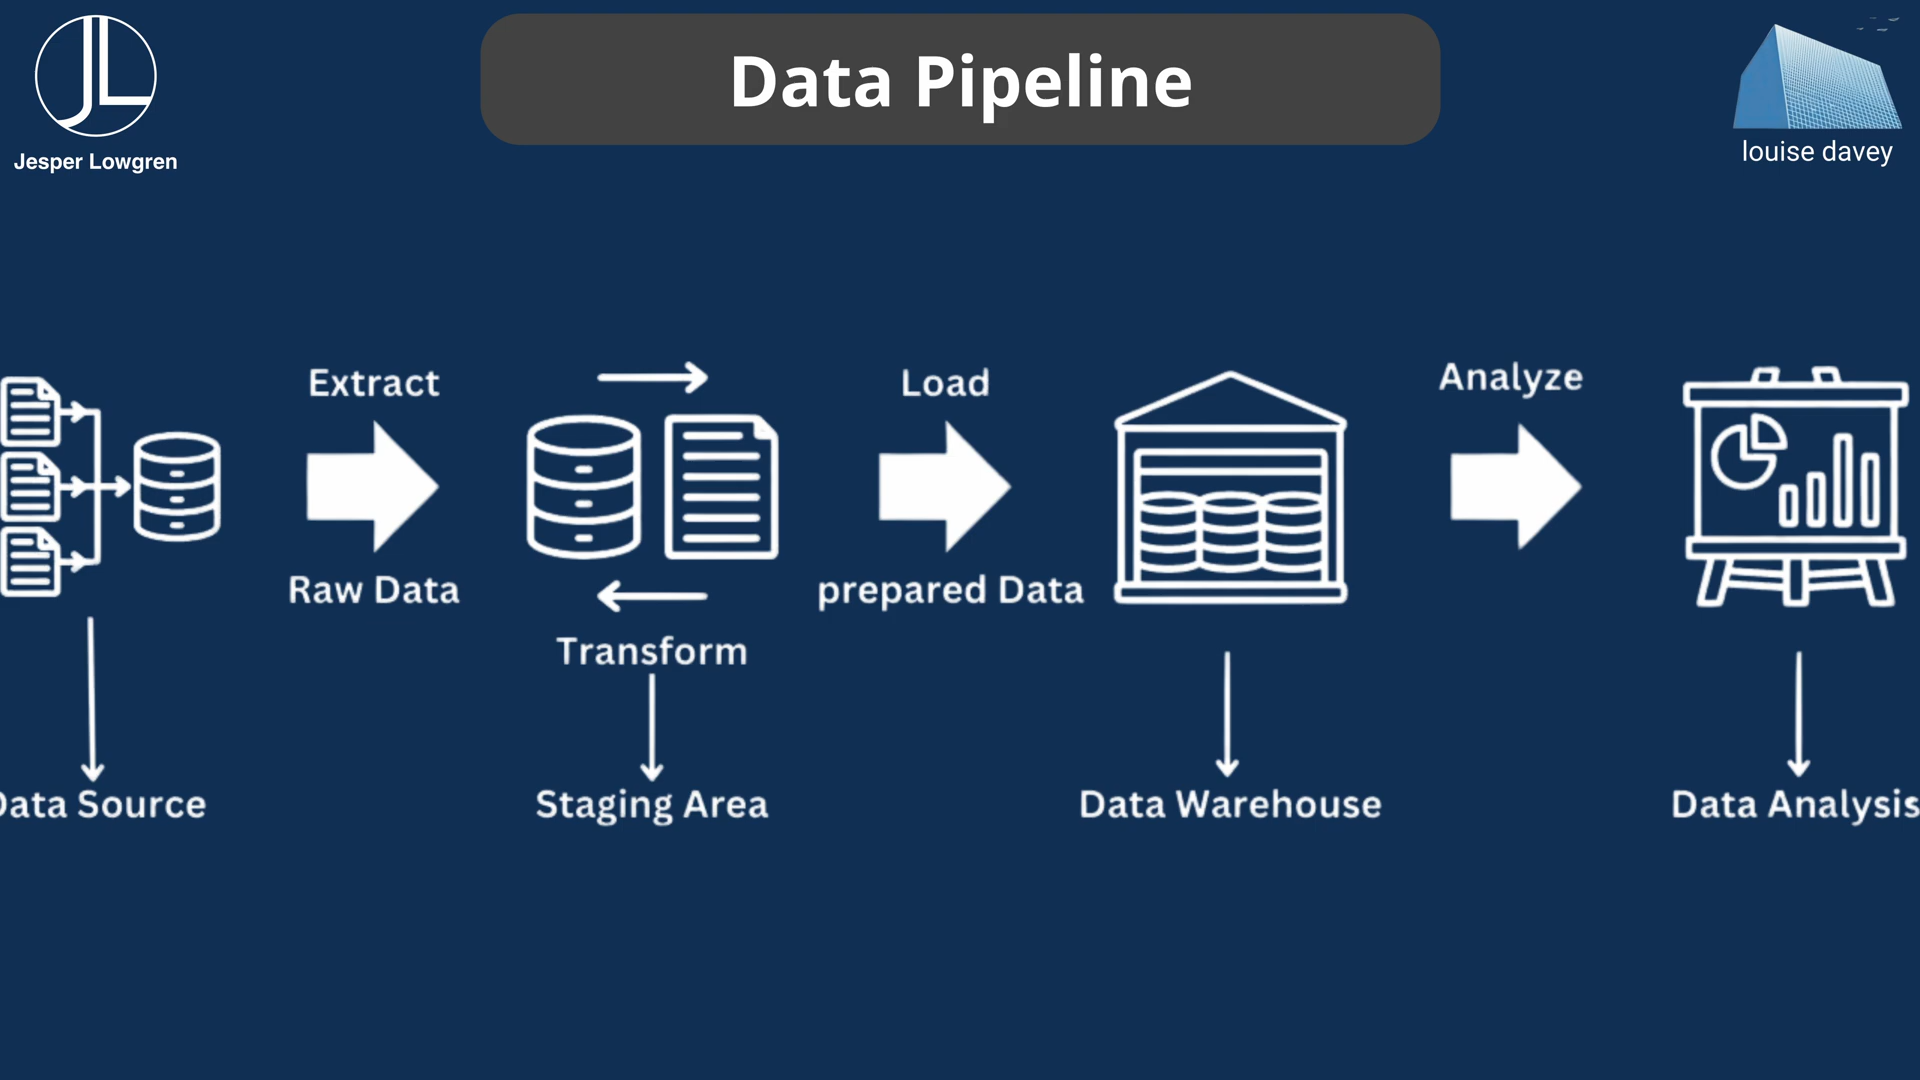 Data Pipeline
Jesper Lowgren
louise davey
Extract
Load
Analyze
Raw Data
prepared Data
Transform
Data Source
Staging Area
Data Warehouse
Data Analysis